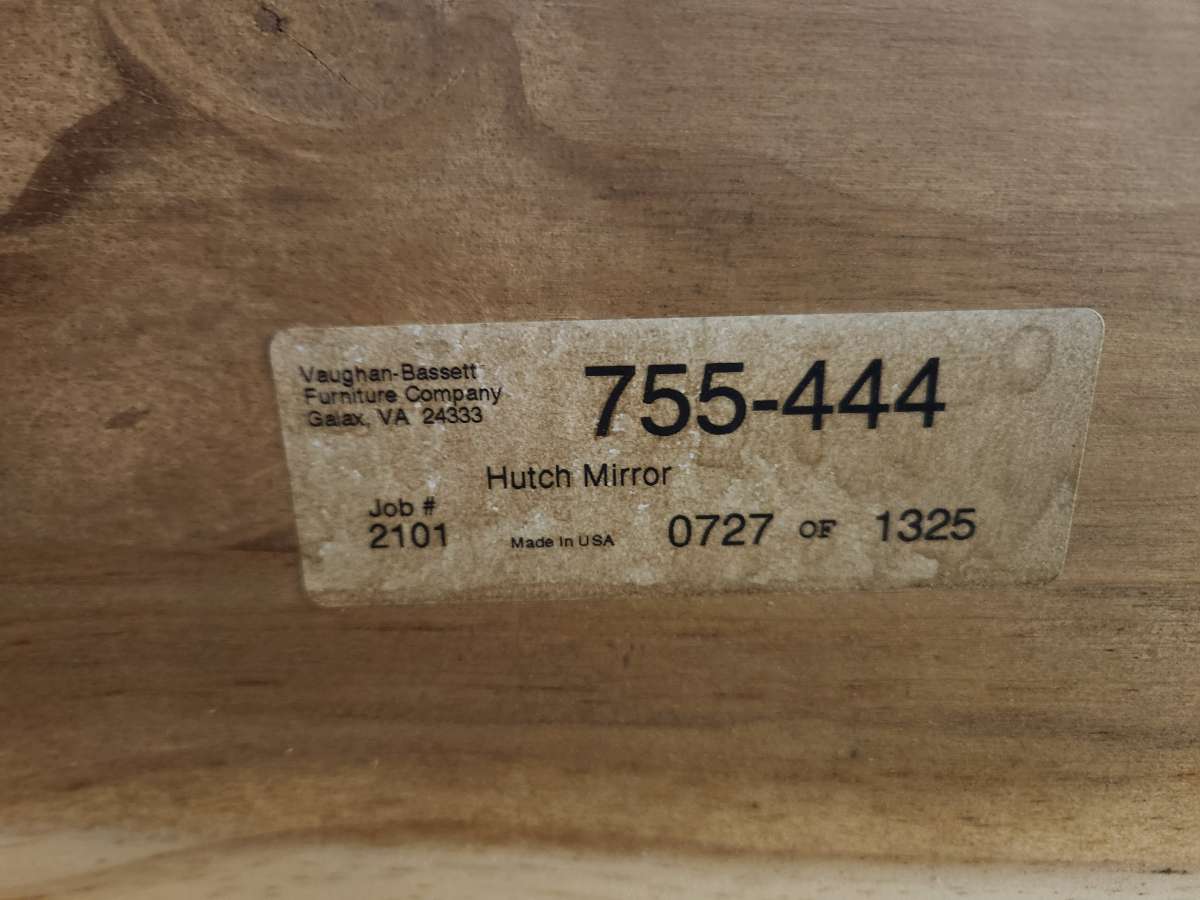 Vaughan-Bassett
Furniture Company
Galax, VA 24333
755-444
Hutch Mirror
Job #
2101
Made In USA
0727 OF 1325